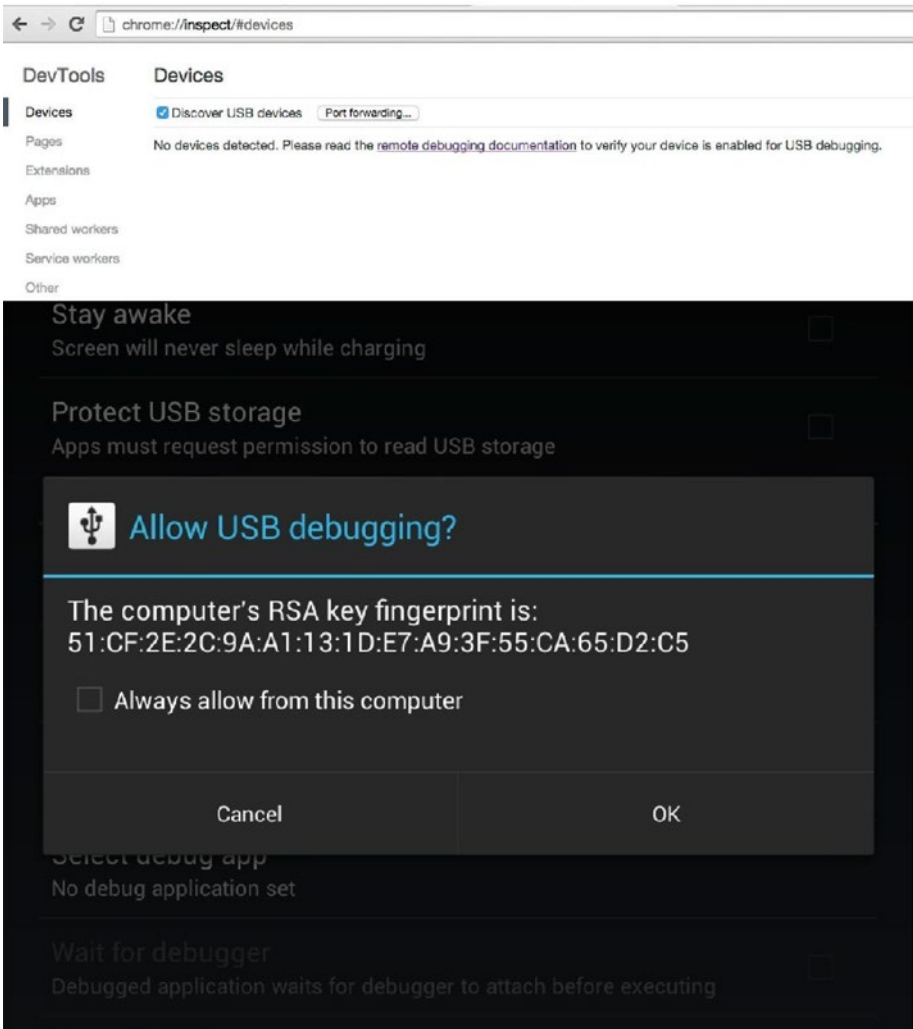 chrome://inspect/#devices
DevTools
Devices
Devices
Discover USB devices Port forwarding...
Pages
No devices detected. Please read the remote debugging documentation to verify your device is enabled for USB debugging.
Extensions
Apps
Shared workers
Service workers
Other
Stay awake
Screen will never sleep while charging
Protect USB storage
Apps must request permission to read USB storage
Allow USB debugging?
The computer's RSA key fingerprint is:
51:CF:2E:2C:9A:A1:13:1D:E7:A9:3F:55:CA:65:D2:C5
Always allow from this computer
Cancel OK
Select debug app
No debug application set
Wait for debugger
Debugged application waits for debugger to attach before executing